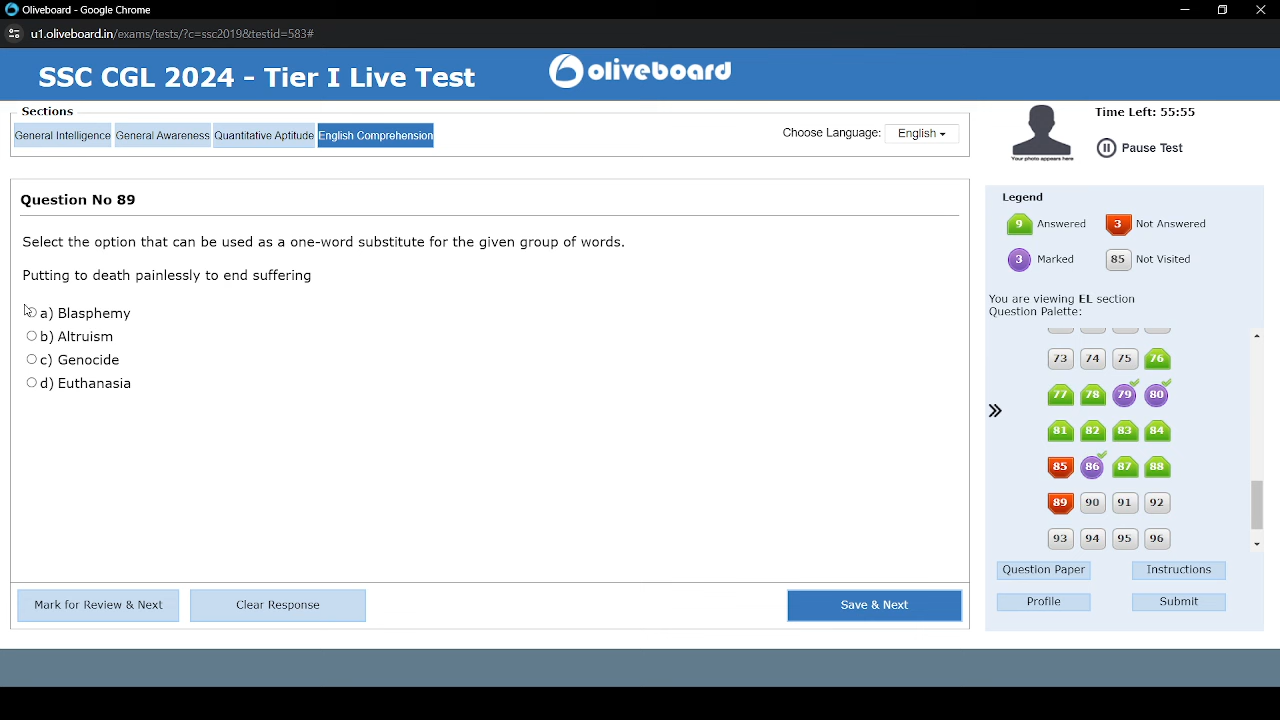 Oliveboard - Google Chrome
u1.oliveboard.in/exams/tests/?c=ssc2019&testid=583#
SSC CGL 2024 - Tier I Live Test
oliveboard
Sections
General Intelligence General Awareness Quantitative Aptitude English Comprehension
Choose Language: English
Your photo appears here
Time Left: 55:55
Pause Test
Question No 89
Select the option that can be used as a one-word substitute for the given group of words.
Putting to death painlessly to end suffering
a) Blasphemy
b) Altruism
c) Genocide
d) Euthanasia
Mark for Review & Next
Clear Response
Save & Next
Legend
9 Answered 3 Not Answered
3 Marked 85 Not Visited
You are viewing EL section
Question Palette:
73 74 75 76
77 78 79 80
81 82 83 84
85 86 87 88
89 90 91 92
93 94 95 96
Question Paper Instructions
Profile Submit